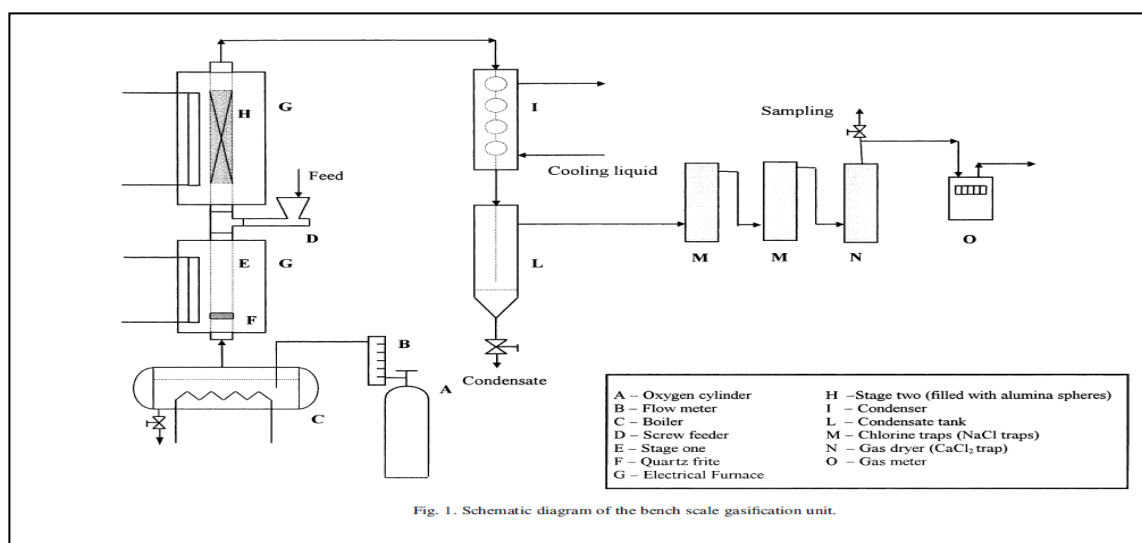 H
G
I
Sampling
Feed
Cooling liquid
D
E
G
L
M
M
N
O
F
B
A
Condensate
C
A – Oxygen cylinder
B – Flow meter
C – Boiler
D – Screw feeder
E – Stage one
F – Quartz frite
G – Electrical Furnace
H –Stage two (filled with alumina spheres)
I – Condenser
L – Condensate tank
M – Chlorine traps (NaCl traps)
N – Gas dryer (CaCl₂ trap)
O – Gas meter
Fig. 1. Schematic diagram of the bench scale gasification unit.